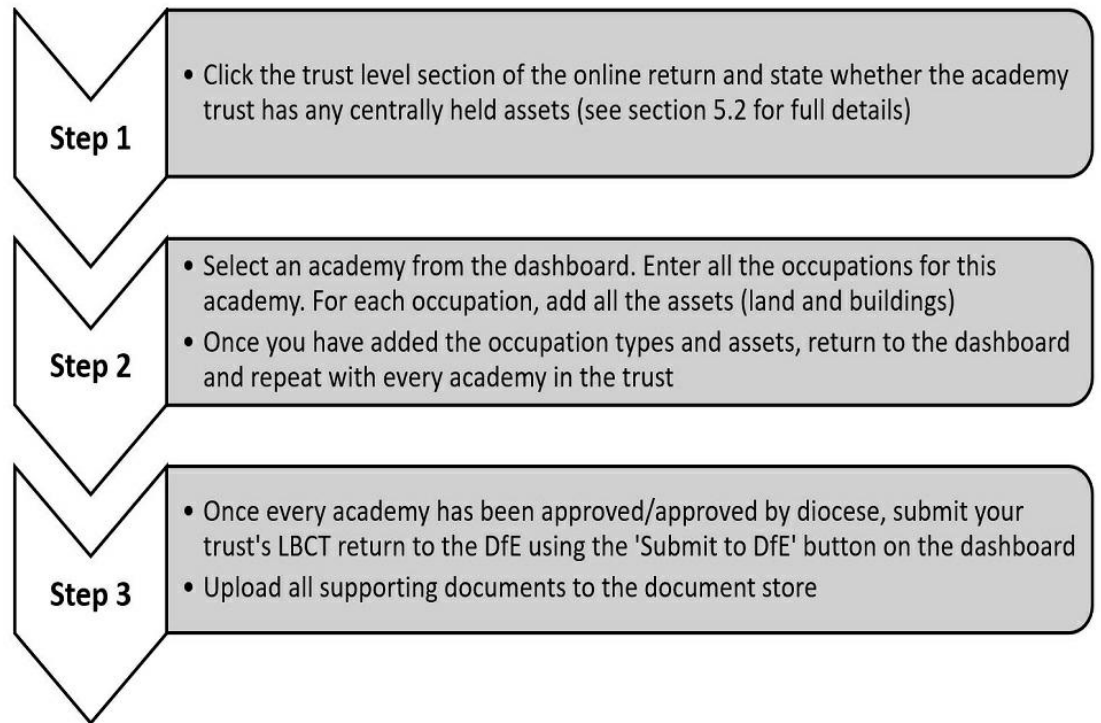 Step 1
• Click the trust level section of the online return and state whether the academy
trust has any centrally held assets (see section 5.2 for full details)
Step 2
• Select an academy from the dashboard. Enter all the occupations for this
academy. For each occupation, add all the assets (land and buildings)
• Once you have added the occupation types and assets, return to the dashboard
and repeat with every academy in the trust
Step 3
• Once every academy has been approved/approved by diocese, submit your
trust's LBCT return to the DfE using the 'Submit to DfE' button on the dashboard
• Upload all supporting documents to the document store